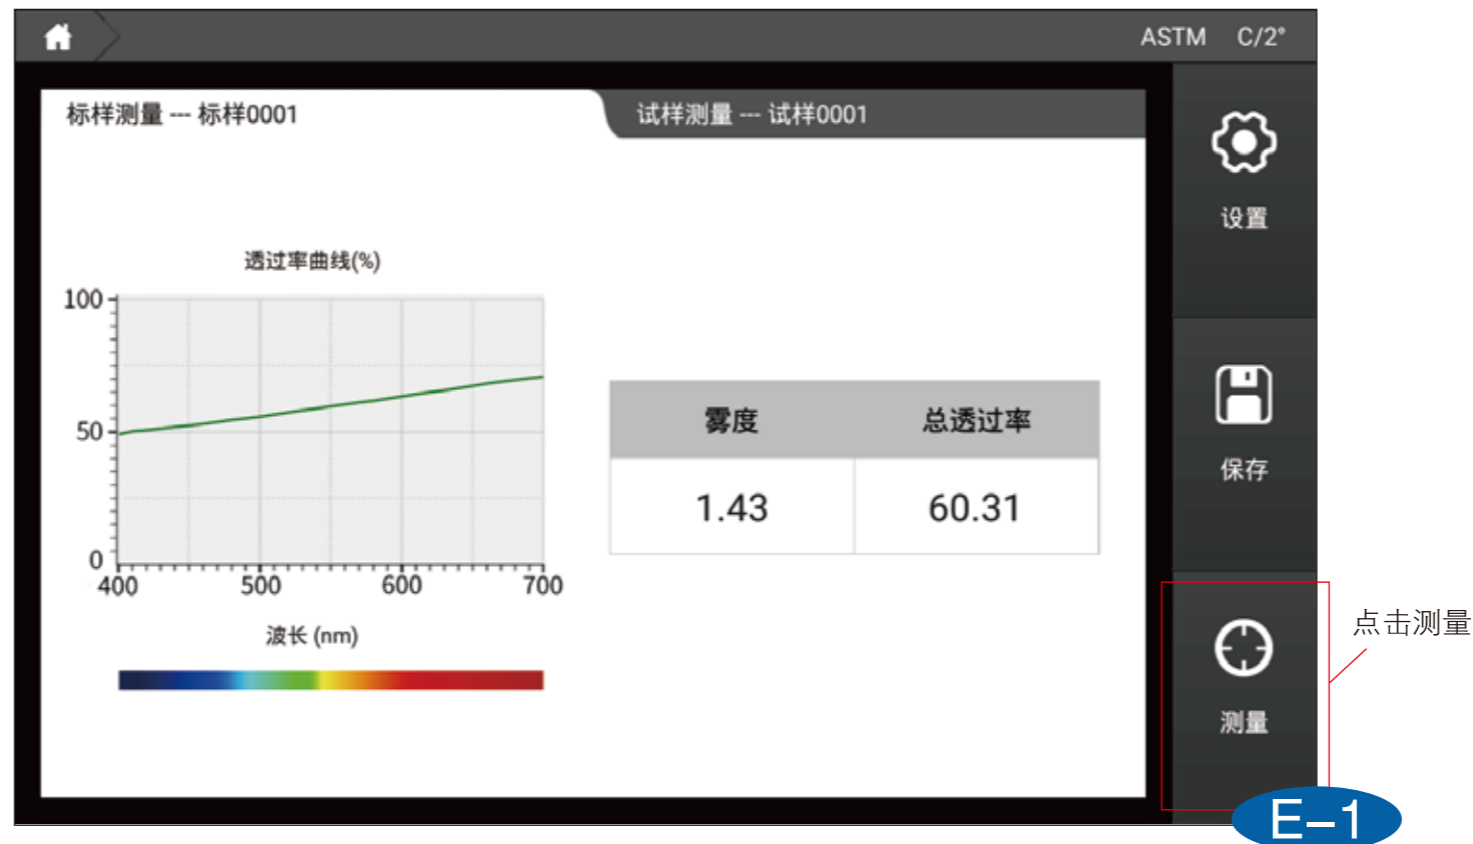 ASTM C/2°
标样测量 --- 标样0001
试样测量 --- 试样0001
设置
透过率曲线(%)
100
50
0
400 500 600 700
波长 (nm)
雾度 总透过率
1.43 60.31
保存
点击测量
测量
E-1